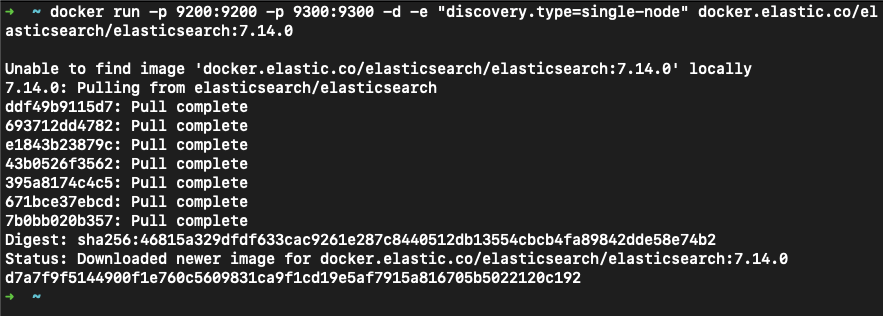 ➜  ~ docker run -p 9200:9200 -p 9300:9300 -d -e "discovery.type=single-node" docker.elastic.co/el
asticsearch/elasticsearch:7.14.0
Unable to find image 'docker.elastic.co/elasticsearch/elasticsearch:7.14.0' locally
7.14.0: Pulling from elasticsearch/elasticsearch
ddf49b9115d7: Pull complete
693712dd4782: Pull complete
e1843b23879c: Pull complete
43b0526f3562: Pull complete
395a8174c4c5: Pull complete
671bce37ebcd: Pull complete
7b0bb020b357: Pull complete
Digest: sha256:46815a329dfdf633cac9261e287c8440512db13554cbcb4fa89842dde58e74b2
Status: Downloaded newer image for docker.elastic.co/elasticsearch/elasticsearch:7.14.0
d7a7f9f5144900f1e760c5609831ca9f1cd19e5af7915a816705b5022120c192
➜  ~